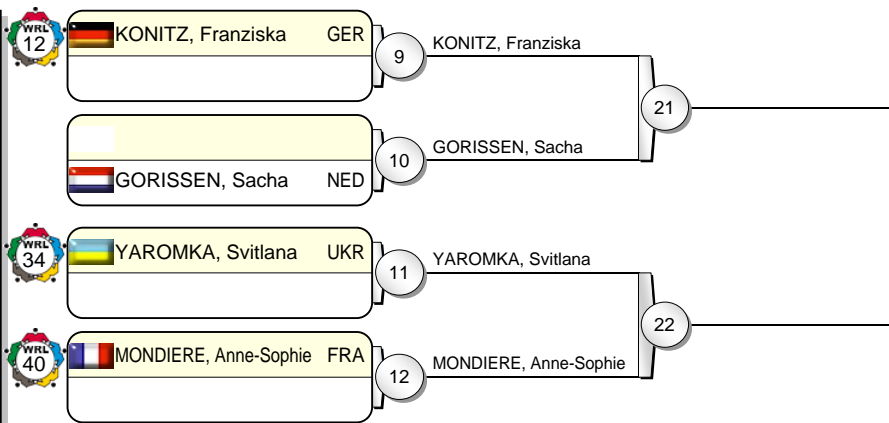 WRL
12
KONITZ, Franziska GER
9
KONITZ, Franziska
21
10
GORISSEN, Sacha
GORISSEN, Sacha NED
WRL
34
YAROMKA, Svitlana UKR
11
YAROMKA, Svitlana
22
WRL
40
MONDIERE, Anne-Sophie FRA
12
MONDIERE, Anne-Sophie